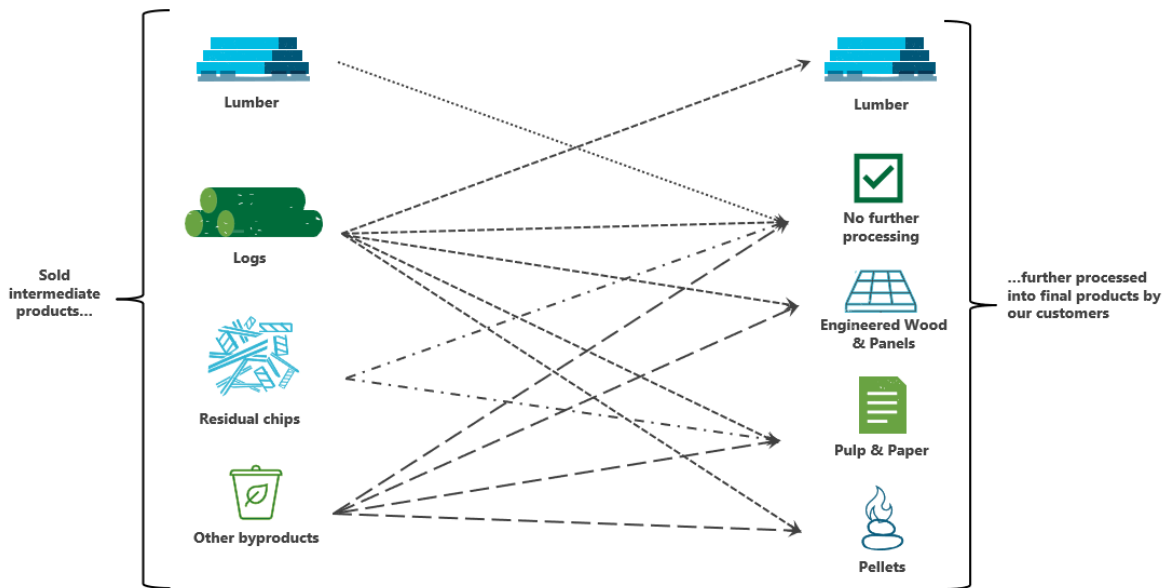 Sold
intermediate
products...
Lumber
Logs
Residual chips
Other byproducts
Lumber
No further
processing
Engineered Wood
& Panels
Pulp & Paper
Pellets
...further processed
into final products by
our customers